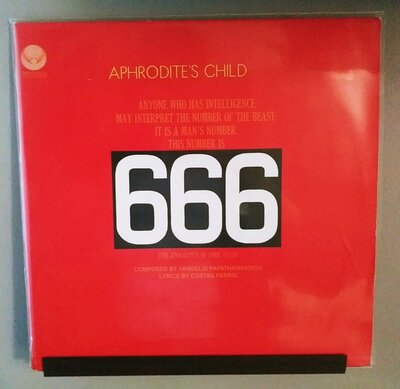 APHRODITE'S CHILD
ANYONE WHO HAS INTELLIGENCE
MAY INTERPRET THE NUMBER OF THE BEAST.
IT IS A MAN'S NUMBER.
THIS NUMBER IS
666
COMPOSED BY VANGELIS PAPATHANASSIOU
LYRICS BY COSTAS FERRIS